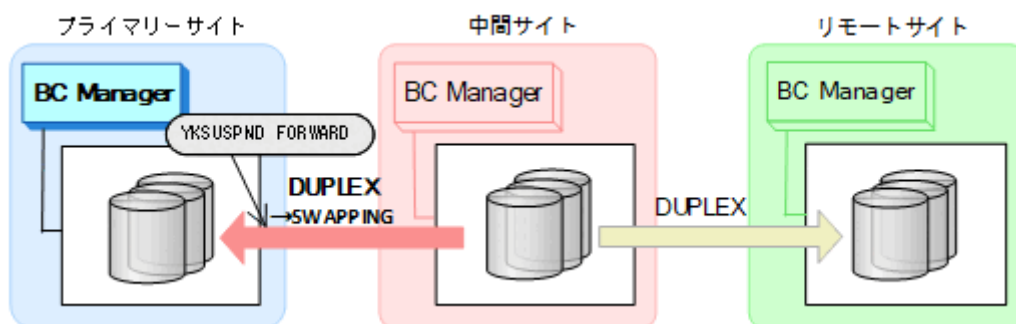 プライマリーサイト
中間サイト
リモートサイト
BC Manager
BC Manager
BC Manager
YKSUSPND FORWARD
DUPLEX
→SWAPPING
DUPLEX